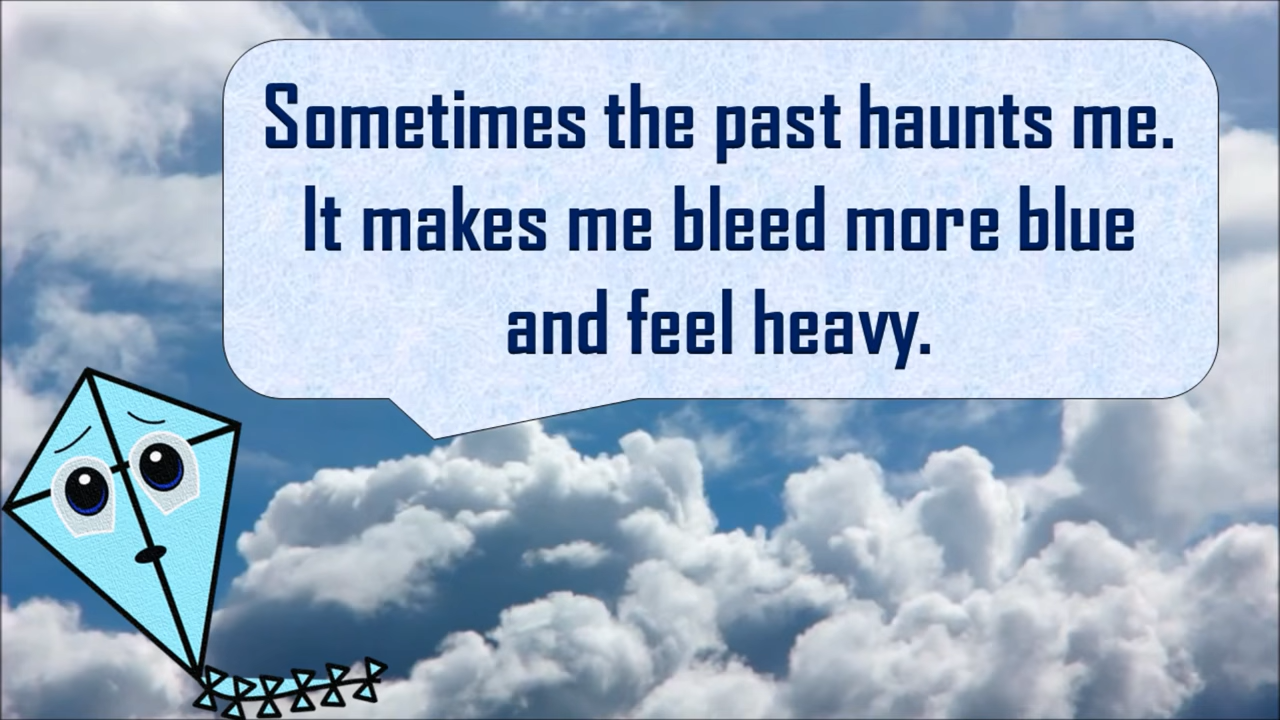 Sometimes the past haunts me.
It makes me bleed more blue
and feel heavy.